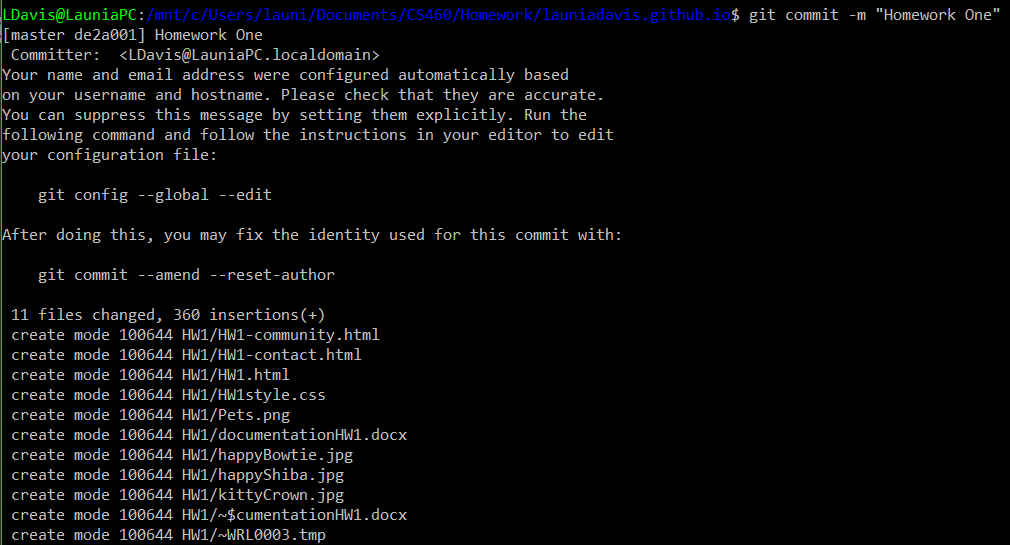 LDavis@LauniaPC:/mnt/c/Users/launi/Documents/CS460/Homework/launiadavis.github.io$ git commit -m "Homework One"
[master de2a001] Homework One
 Committer:  <LDavis@LauniaPC.localdomain>
Your name and email address were configured automatically based
on your username and hostname. Please check that they are accurate.
You can suppress this message by setting them explicitly. Run the
following command and follow the instructions in your editor to edit
your configuration file:

    git config --global --edit

After doing this, you may fix the identity used for this commit with:

    git commit --amend --reset-author

 11 files changed, 360 insertions(+)
 create mode 100644 HW1/HW1-community.html
 create mode 100644 HW1/HW1-contact.html
 create mode 100644 HW1/HW1.html
 create mode 100644 HW1/HW1style.css
 create mode 100644 HW1/Pets.png
 create mode 100644 HW1/documentationHW1.docx
 create mode 100644 HW1/happyBowtie.jpg
 create mode 100644 HW1/happyShiba.jpg
 create mode 100644 HW1/kittyCrown.jpg
 create mode 100644 HW1/~$cumentationHW1.docx
 create mode 100644 HW1/~WRL0003.tmp